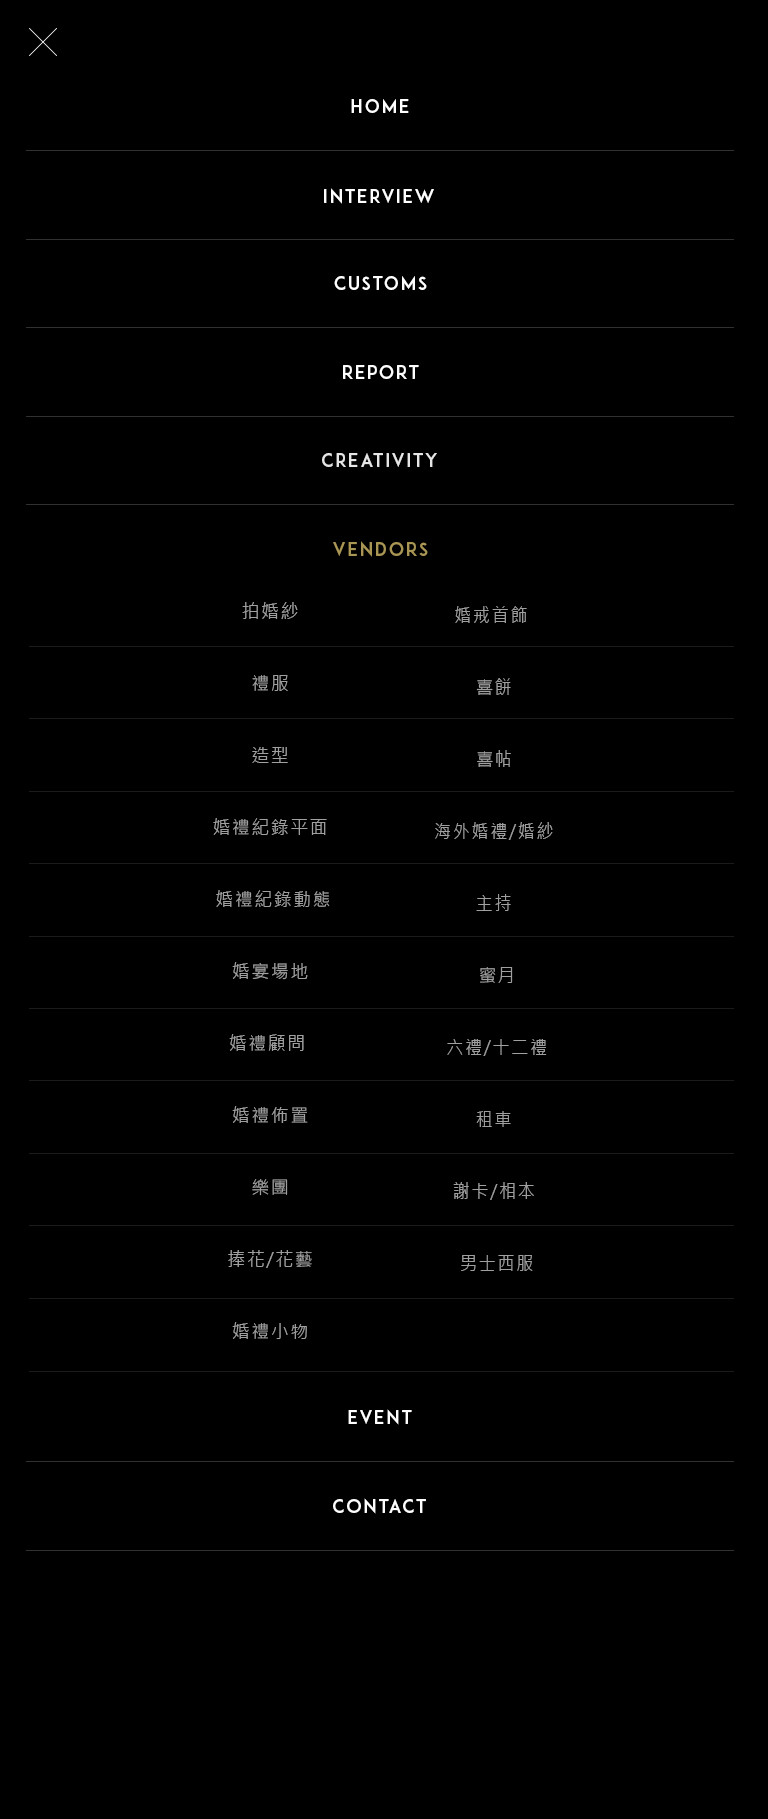 HOME
INTERVIEW
CUSTOMS
REPORT
CREATIVITY
VENDORS
拍婚紗 婚戒首飾
禮服 喜餅
造型 喜帖
婚禮紀錄平面 海外婚禮/婚紗
婚禮紀錄動態 主持
婚宴場地 蜜月
婚禮顧問 六禮/十二禮
婚禮佈置 租車
樂團 謝卡/相本
捧花/花藝 男士西服
婚禮小物
EVENT
CONTACT